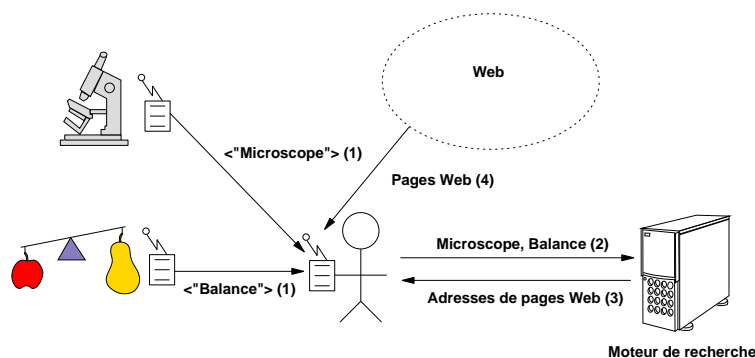 Web
<"Microscope"> (1)
Pages Web (4)
Microscope, Balance (2)
<"Balance"> (1)
Adresses de pages Web (3)
Moteur de recherche